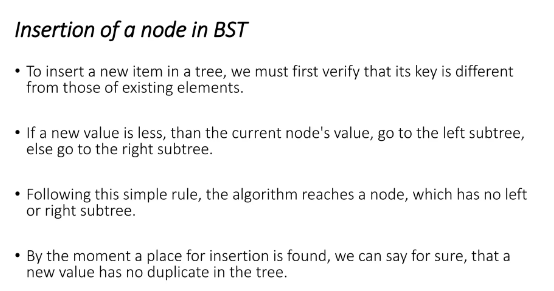 Insertion of a node in BST
• To insert a new item in a tree, we must first verify that its key is different
from those of existing elements.
• If a new value is less, than the current node's value, go to the left subtree,
else go to the right subtree.
• Following this simple rule, the algorithm reaches a node, which has no left
or right subtree.
• By the moment a place for insertion is found, we can say for sure, that a
new value has no duplicate in the tree.